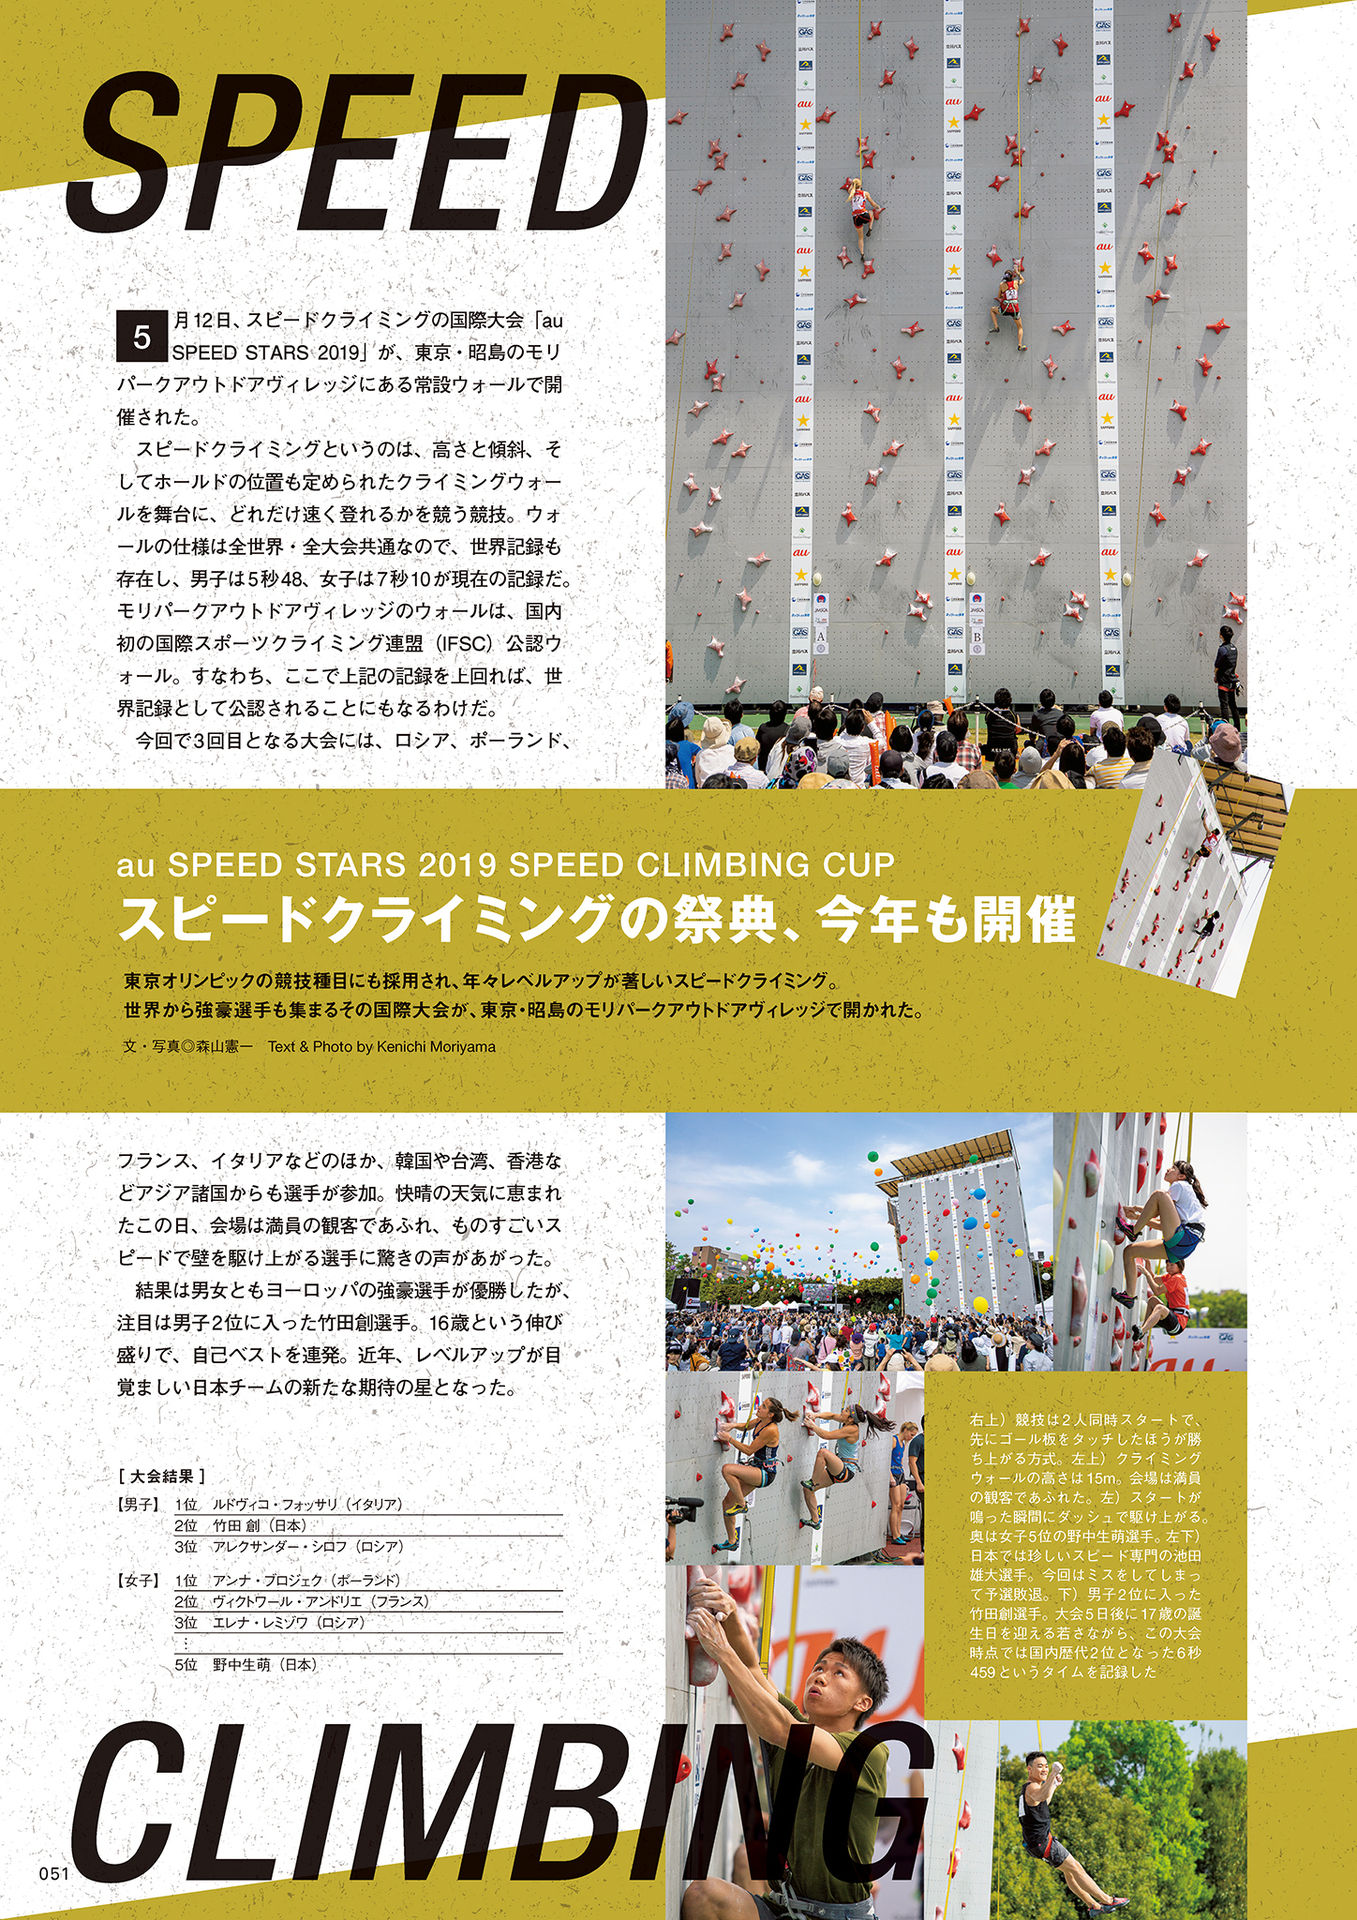 SPEED
5月12日、スピードクライミングの国際大会「au
SPEED STARS 2019」が、東京・昭島のモリ
パークアウトドアヴィレッジにある常設ウォールで開
催された。
スピードクライミングというのは、高さと傾斜、そ
してホールドの位置も定められたクライミングウォー
ルを舞台に、どれだけ速く登れるかを競う競技。ウォ
ールの仕様は全世界・全大会共通なので、世界記録も
存在し、男子は5秒48、女子は7秒10が現在の記録だ。
モリパークアウトドアヴィレッジのウォールは、国内
初の国際スポーツクライミング連盟（IFSC）公認ウ
ォール。すなわち、ここで上記の記録を上回れば、世
界記録として公認されることにもなるわけだ。
今回で3回目となる大会には、ロシア、ポーランド、
au SPEED STARS 2019 SPEED CLIMBING CUP
スピードクライミングの祭典、今年も開催
東京オリンピックの競技種目にも採用され、年々レベルアップが著しいスピードクライミング。
世界から強豪選手も集まるその国際大会が、東京・昭島のモリパークアウトドアヴィレッジで開かれた。
文・写真◎森山憲一　Text & Photo by Kenichi Moriyama
フランス、イタリアなどのほか、韓国や台湾、香港な
どアジア諸国からも選手が参加。快晴の天気に恵まれ
たこの日、会場は満員の観客であふれ、ものすごいス
ピードで壁を駆け上がる選手に驚きの声があがった。
結果は男女ともヨーロッパの強豪選手が優勝したが、
注目は男子2位に入った竹田創選手。16歳という伸び
盛りで、自己ベストを連発。近年、レベルアップが目
覚ましい日本チームの新たな期待の星となった。
[ 大会結果 ]
【男子】 1位　ルドヴィコ・フォッサリ（イタリア）
2位　竹田 創（日本）
3位　アレクサンダー・シロフ（ロシア）
【女子】 1位　アンナ・ブロジェク（ポーランド）
2位　ヴィクトワール・アンドリエ（フランス）
3位　エレナ・レミゾワ（ロシア）
⋮
5位　野中生萌（日本）
右上）競技は2人同時スタートで、
先にゴール板をタッチしたほうが勝
ち上がる方式。左上）クライミング
ウォールの高さは15m。会場は満員
の観客であふれた。左）スタートが
鳴った瞬間にダッシュで駆け上がる。
奥は女子5位の野中生萌選手。左下）
日本では珍しいスピード専門の池田
雄大選手。今回はミスをしてしまっ
て予選敗退。下）男子2位に入った
竹田創選手。大会5日後に17歳の誕
生日を迎える若さながら、この大会
時点では国内歴代2位となった6秒
459というタイムを記録した
CLIMBING
051
au
SAPPORO
GAS
立川バス
A
B